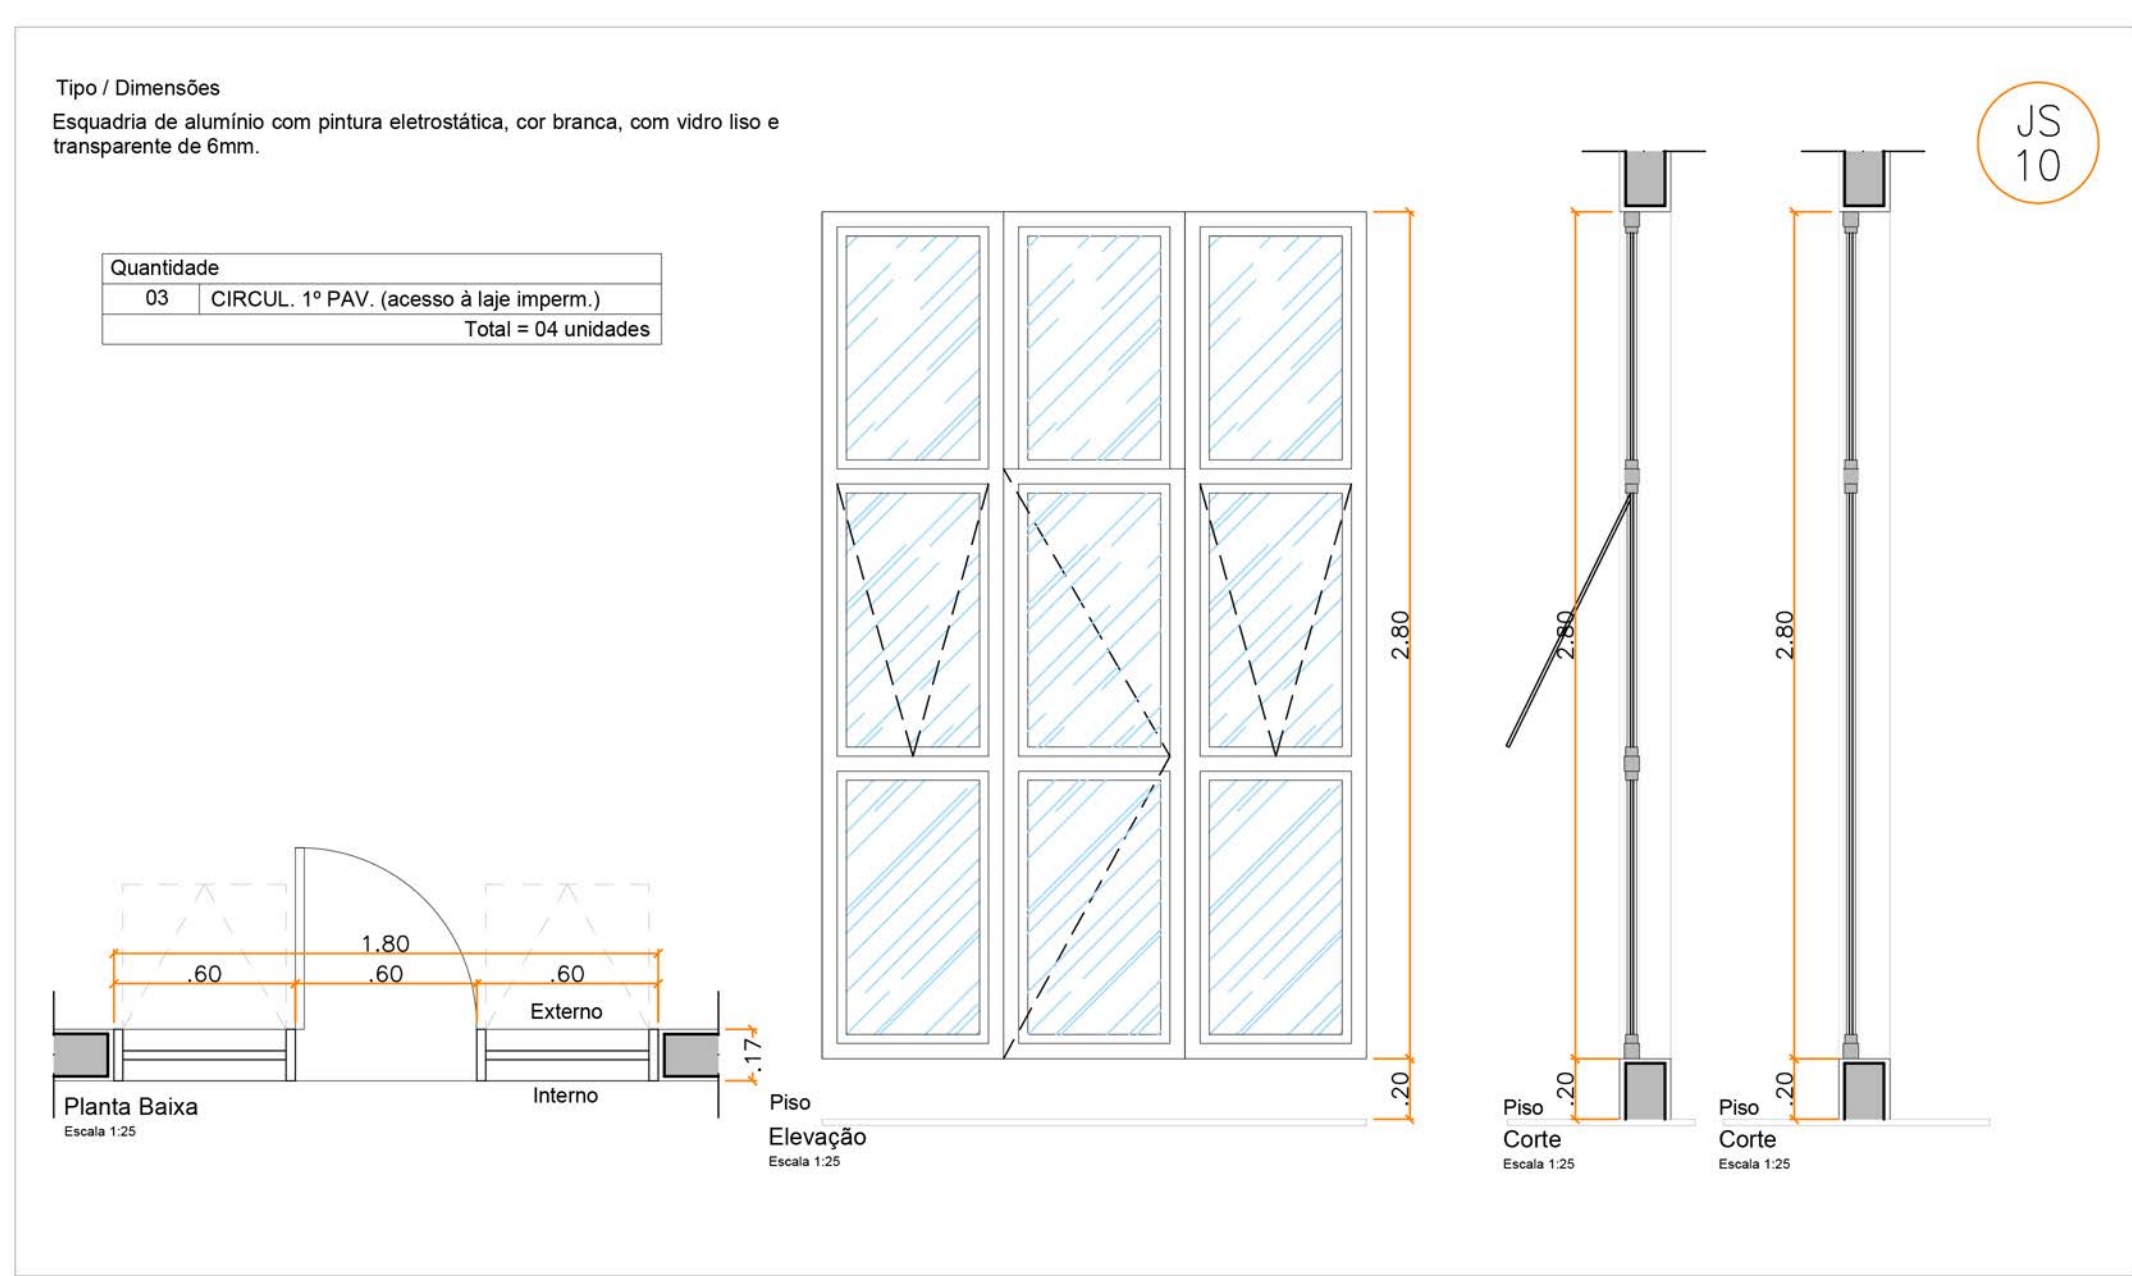 Tipo / Dimensões
Esquadria de alumínio com pintura eletrostática, cor branca, com vidro liso e
transparente de 6mm.
JS
10
Quantidade
03 CIRCUL. 1º PAV. (acesso à laje imperm.)
Total = 04 unidades
1.80
.60 .60 .60
Externo
.17
Interno
Planta Baixa
Escala 1:25
2.80
.20
Piso
Elevação
Escala 1:25
2.80
.20
Piso
Corte
Escala 1:25
2.80
.20
Piso
Corte
Escala 1:25